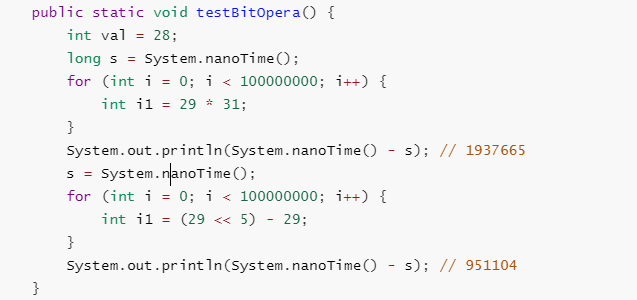 public static void testBitOpera() {
    int val = 28;
    long s = System.nanoTime();
    for (int i = 0; i < 100000000; i++) {
        int i1 = 29 * 31;
    }
    System.out.println(System.nanoTime() - s); // 1937665
    s = System.nanoTime();
    for (int i = 0; i < 100000000; i++) {
        int i1 = (29 << 5) - 29;
    }
    System.out.println(System.nanoTime() - s); // 951104
}